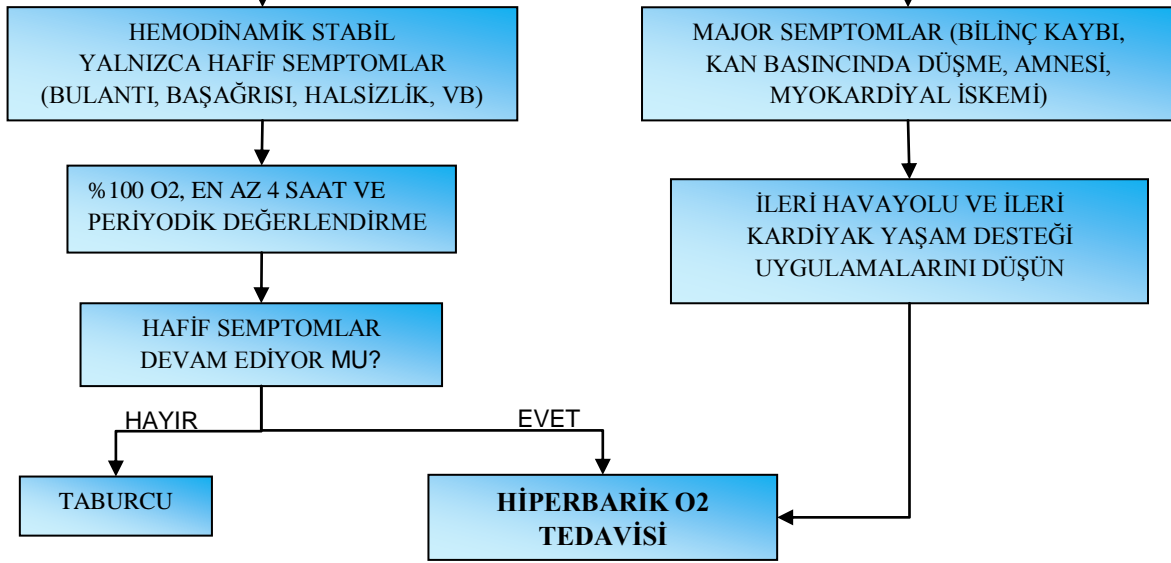 HEMODİNAMİK STABİL
YALNIZCA HAFİF SEMPTOMLAR
(BULANTI, BAŞAĞRISI, HALSİZLİK, VB)
MAJOR SEMPTOMLAR (BİLİNÇ KAYBI,
KAN BASINCINDA DÜŞME, AMNESİ,
MYOKARDİYAL İSKEMİ)
%100 O2, EN AZ 4 SAAT VE
PERİYODİK DEĞERLENDİRME
İLERİ HAVAYOLU VE İLERİ
KARDİYAK YAŞAM DESTEĞİ
UYGULAMALARINI DÜŞÜN
HAFİF SEMPTOMLAR
DEVAM EDİYOR MU?
HAYIR
EVET
TABURCU
HİPERBARİK O2
TEDAVİSİ